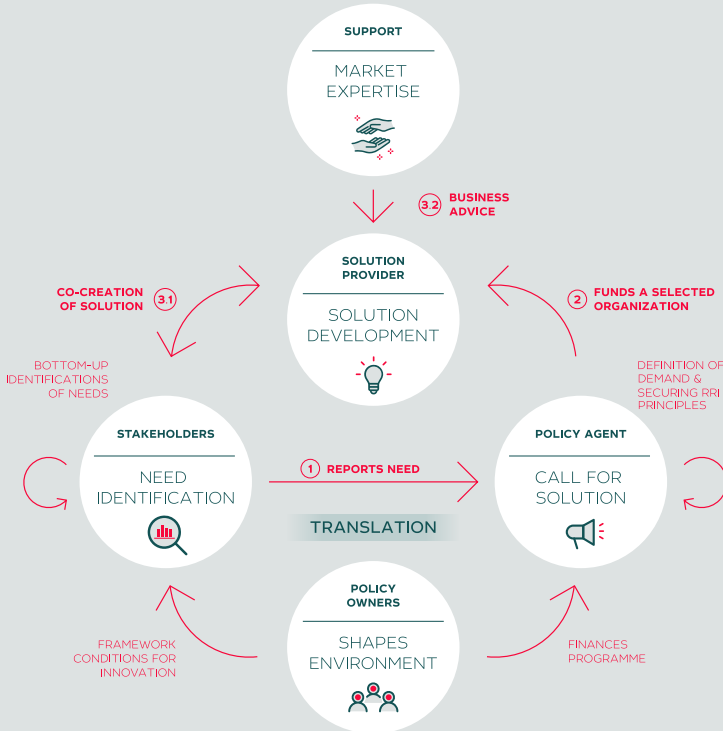 SUPPORT
MARKET
EXPERTISE
3.2
BUSINESS
ADVICE
SOLUTION
PROVIDER
SOLUTION
DEVELOPMENT
CO-CREATION
OF SOLUTION
3.1
2
FUNDS A SELECTED
ORGANIZATION
BOTTOM-UP
IDENTIFICATIONS
OF NEEDS
DEFINITION OF
DEMAND &
SECURING RRI
PRINCIPLES
STAKEHOLDERS
NEED
IDENTIFICATION
1 REPORTS NEED
TRANSLATION
POLICY AGENT
CALL FOR
SOLUTION
POLICY
OWNERS
SHAPES
ENVIRONMENT
FRAMEWORK
CONDITIONS FOR
INNOVATION
FINANCES
PROGRAMME